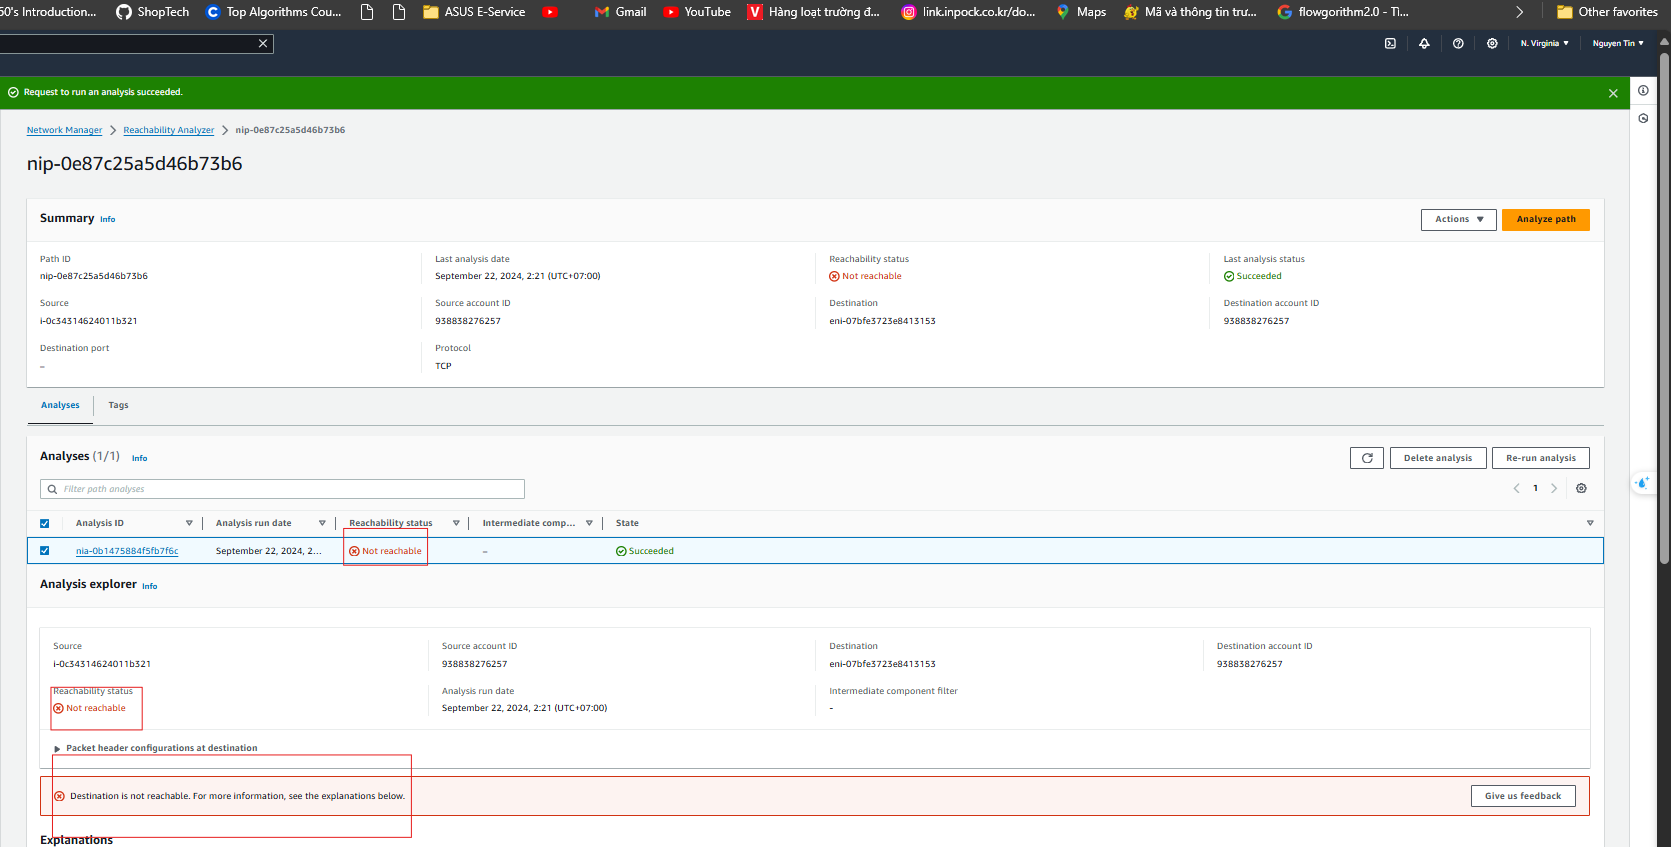 50's Introduction...
ShopTech
Top Algorithms Cou...
ASUS E-Service
Gmail
YouTube
Hàng loạt trường đ...
link.inpock.co.kr/do...
Maps
Mã và thông tin trư...
flowgorithm2.0 - Tì...
Other favorites
N. Virginia
Nguyen Tin
Request to run an analysis succeeded.
Network Manager
Reachability Analyzer
nip-0e87c25a5d46b73b6
nip-0e87c25a5d46b73b6
Summary Info
Actions
Analyze path
Path ID
Last analysis date
Reachability status
Last analysis status
nip-0e87c25a5d46b73b6
September 22, 2024, 2:21 (UTC+07:00)
Not reachable
Succeeded
Source
Source account ID
Destination
Destination account ID
i-0c34314624011b321
938838276257
eni-07bfe3723e8413153
938838276257
Destination port
Protocol
–
TCP
Analyses
Tags
Analyses (1/1) Info
Delete analysis
Re-run analysis
Filter path analyses
1
Analysis ID
Analysis run date
Reachability status
Intermediate comp...
State
nia-0b1475884f5fb7f6c
September 22, 2024, 2...
Not reachable
–
Succeeded
Analysis explorer Info
Source
Source account ID
Destination
Destination account ID
i-0c34314624011b321
938838276257
eni-07bfe3723e8413153
938838276257
Reachability status
Analysis run date
Intermediate component filter
Not reachable
September 22, 2024, 2:21 (UTC+07:00)
-
Packet header configurations at destination
Destination is not reachable. For more information, see the explanations below.
Give us feedback
Explanations